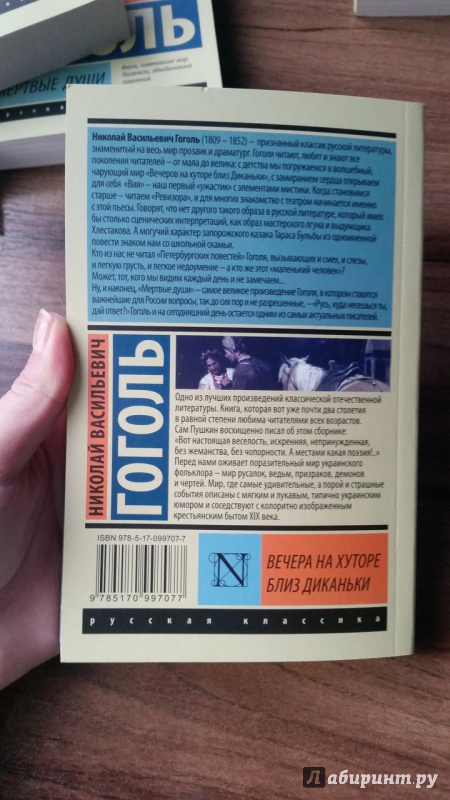 ГОЛЬ
МЕРТВЫЕ ДУШИ
Николай Васильевич Гоголь (1809 – 1852) – признанный классик русской литературы,
знаменитый на весь мир прозаик и драматург. Гоголя читают, любят и знают все
поколения читателей – от мала до велика: с детства мы погружаемся в волшебный,
чарующий мир «Вечеров на хуторе близ Диканьки», с замиранием сердца открываем
для себя «Вия» – наш первый «ужастик» с элементами мистики. Когда становимся
старше – читаем «Ревизора», и для многих знакомство с театром начинается именно
с этой пьесы. Говорят, что нет другого такого образа в русской литературе, который имел
бы столько сценических интерпретаций, как образ мастерского лгуна и выдумщика
Хлестакова. А могучий характер запорожского казака Тараса Бульбы из одноименной
повести знаком нам со школьной скамьи.
Кто из нас не читал «Петербургских повестей» Гоголя, вызывающих и смех, и слезы,
и легкую грусть, и легкое недоумение – а кто же этот «маленький человек»?
Может, тот, кого мы видим каждый день и не замечаем...
Ну, и наконец, «Мертвые души» – самое великое произведение Гоголя, в котором ставится
важнейшие для России вопросы, так до сих пор и не разрешенные, – «Русь, куда несешься ты,
дай ответ?» Гоголь и на сегодняшний день остается одним из самых актуальных писателей.
НИКОЛАЙ ВАСИЛЬЕВИЧ
ГОГОЛЬ
Одно из лучших произведений классической отечественной
литературы. Книга, которая вот уже почти два столетия
в равной степени любима читателями всех возрастов.
Сам Пушкин восхищенно писал об этом сборнике:
«Вот настоящая веселость, искренняя, непринужденная,
без жеманства, без чопорности. А местами какая поэзия!..»
Перед нами оживает поразительный мир украинского
фольклора – мир русалок, ведьм, призраков, демонов
и чертей. Мир, где самые удивительные, а порой и страшные
события описаны с мягким и лукавым, типично украинским
юмором и соседствуют с колоритно изображенным
крестьянским бытом XIX века.
ISBN 978-5-17-099707-7
9 785170 997077
N
ВЕЧЕРА НА ХУТОРЕ
БЛИЗ ДИКАНЬКИ
русская классика
Лабиринт.ру